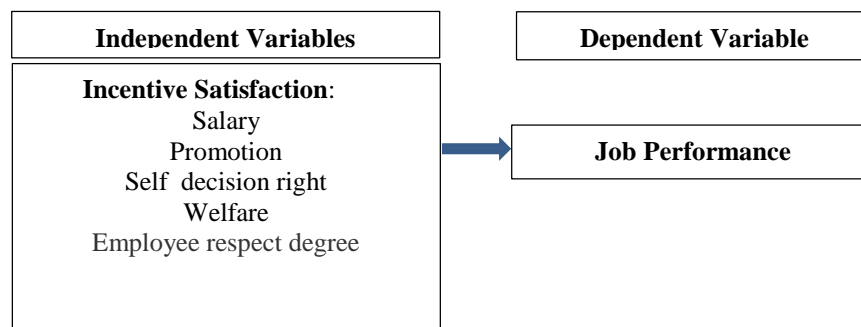 Independent Variables
Dependent Variable
Incentive Satisfaction:
Salary
Promotion
Self decision right
Welfare
Employee respect degree
Job Performance